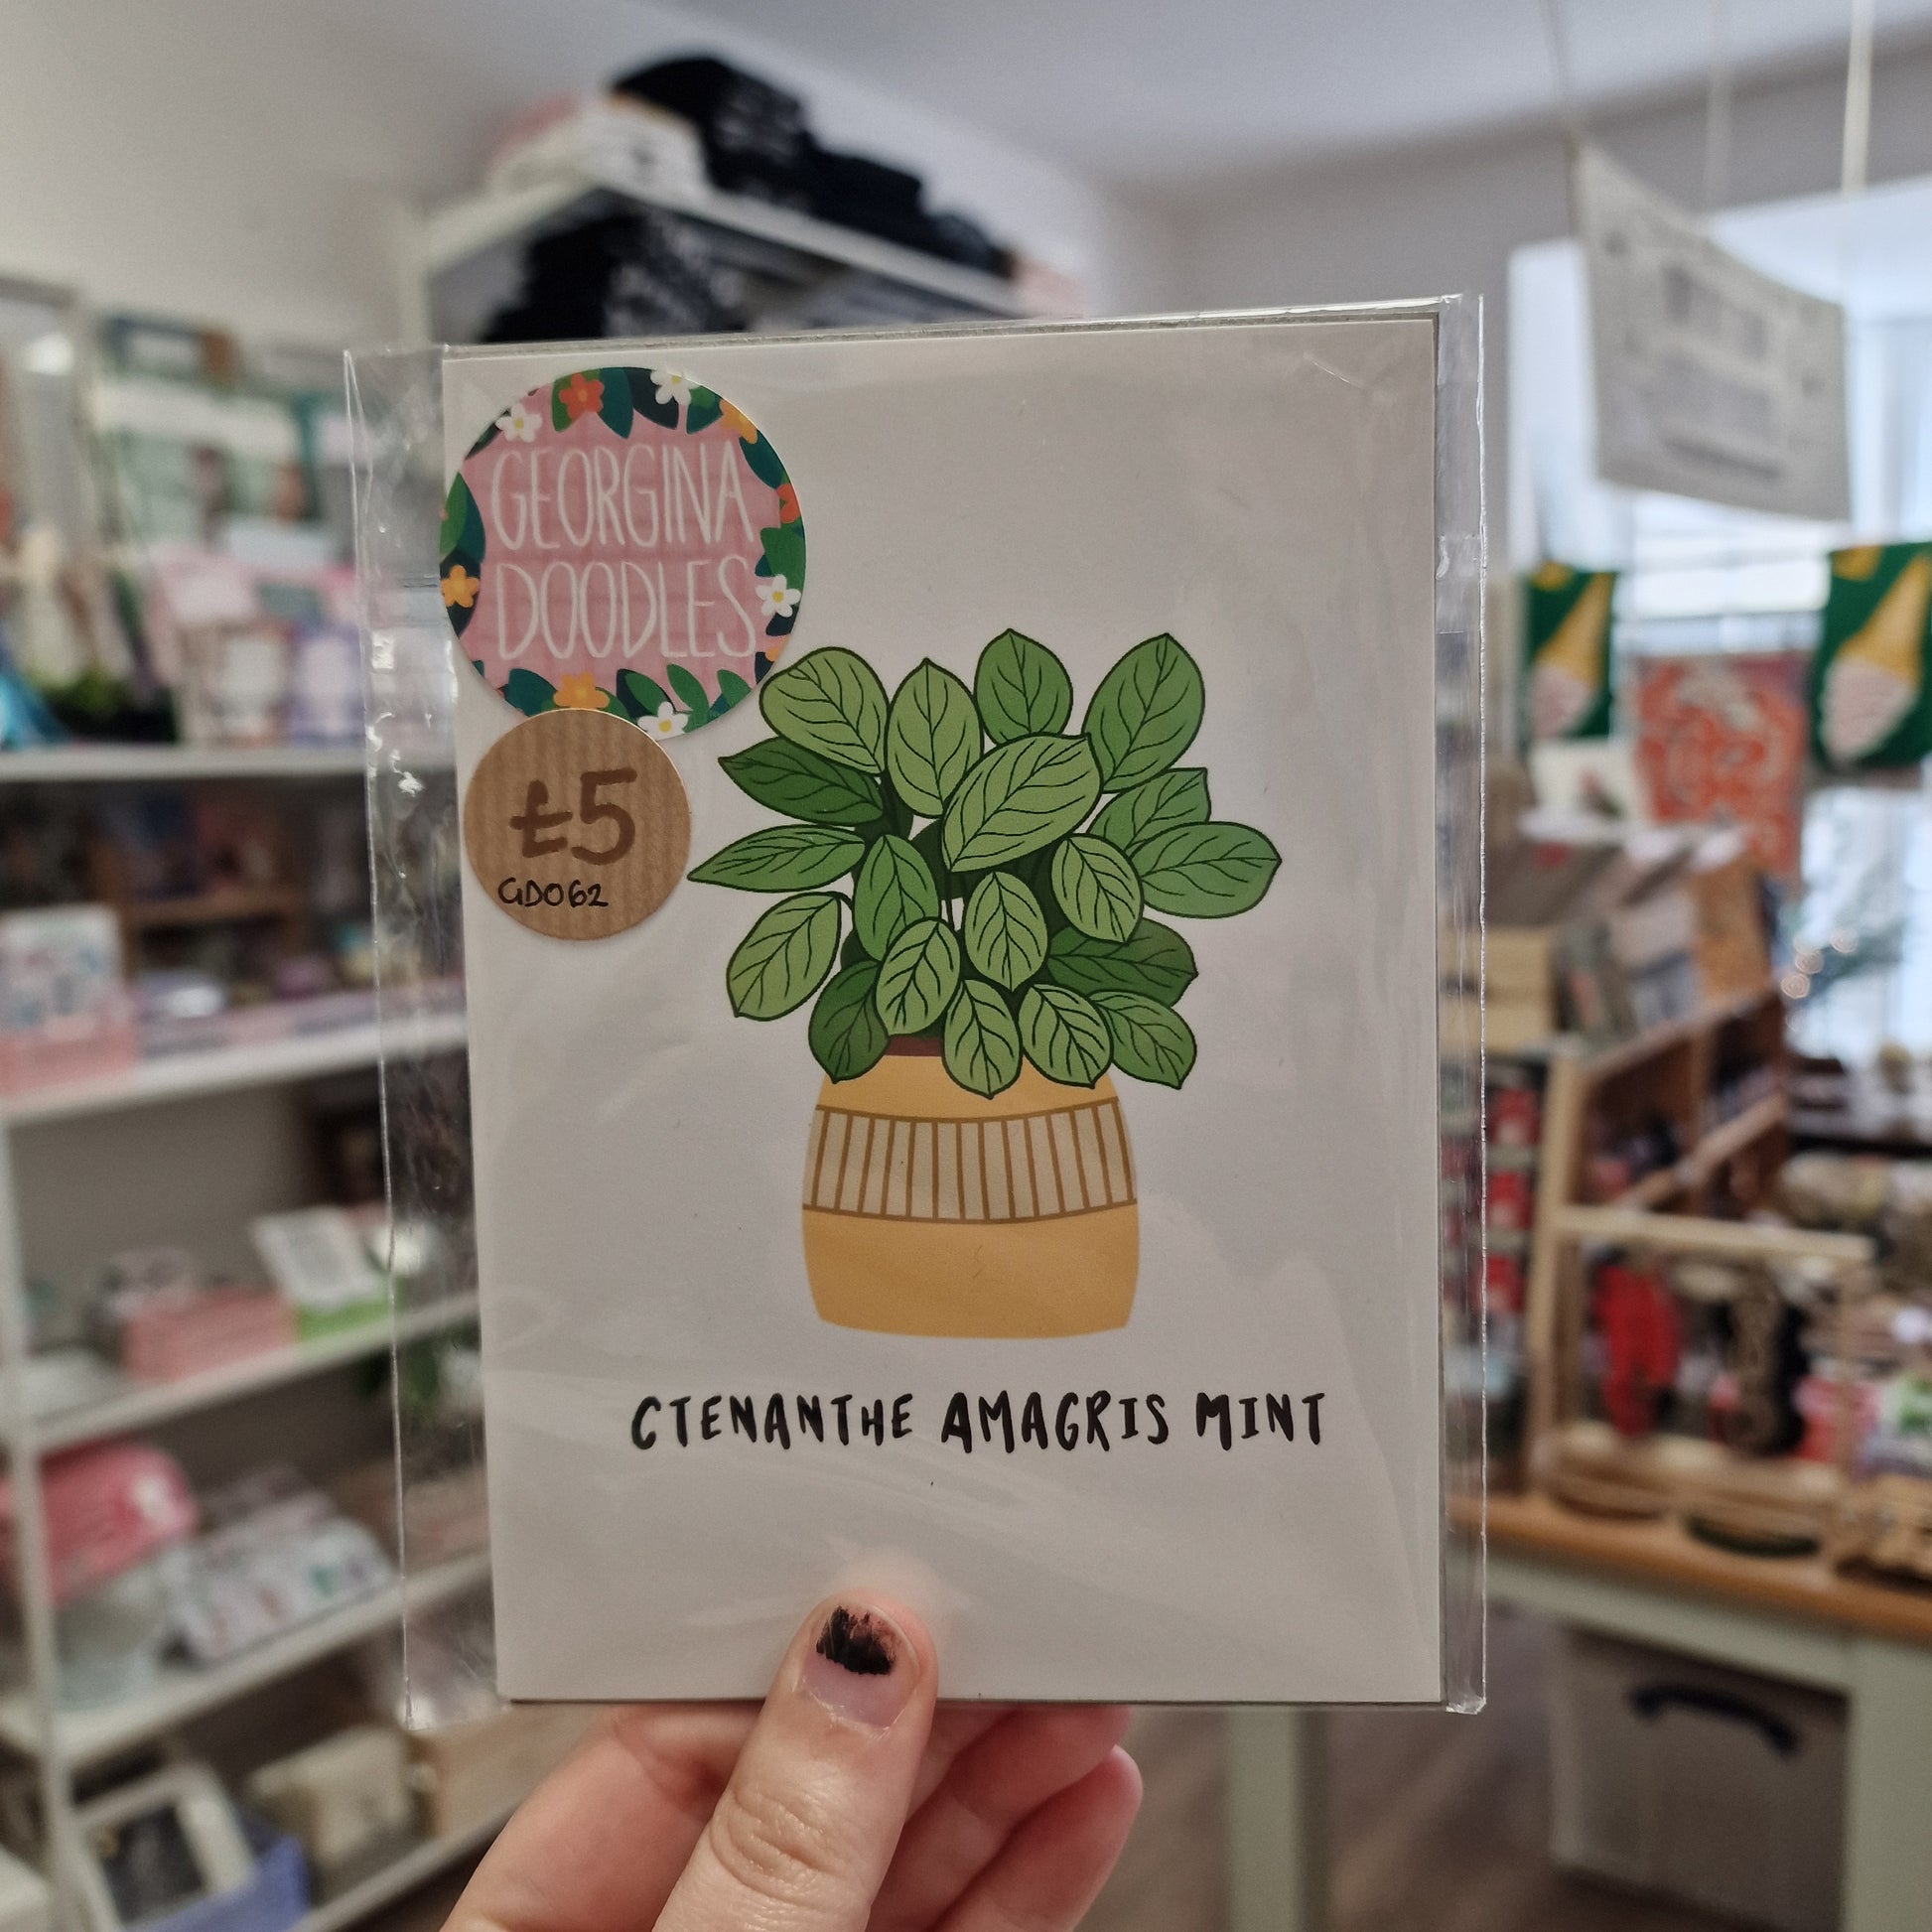 GEORGINA
DOODLES
£5
GD062
CTENANTHE AMAGRIS MINT